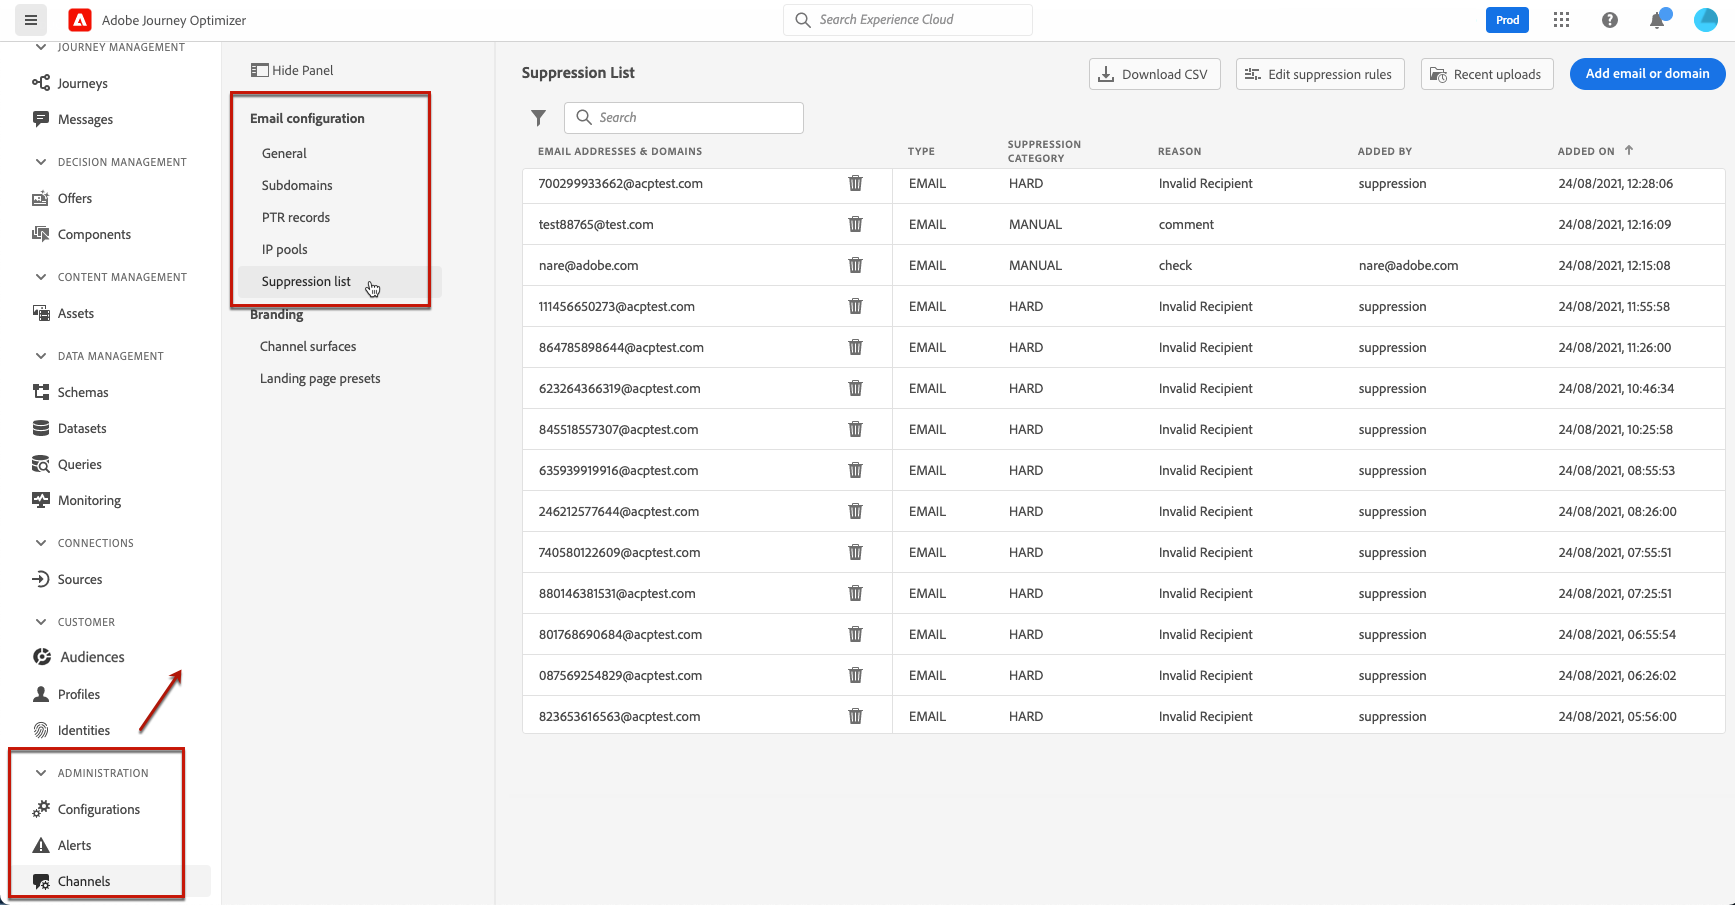 Adobe Journey Optimizer
Search Experience Cloud
Prod
JOURNEY MANAGEMENT
Journeys
Messages
DECISION MANAGEMENT
Offers
Components
CONTENT MANAGEMENT
Assets
DATA MANAGEMENT
Schemas
Datasets
Queries
Monitoring
CONNECTIONS
Sources
CUSTOMER
Audiences
Profiles
Identities
ADMINISTRATION
Configurations
Alerts
Channels
Hide Panel
Email configuration
General
Subdomains
PTR records
IP pools
Suppression list
Branding
Channel surfaces
Landing page presets
Suppression List
Download CSV
Edit suppression rules
Recent uploads
Add email or domain
Search
EMAIL ADDRESSES & DOMAINS TYPE SUPPRESSION CATEGORY REASON ADDED BY ADDED ON
700299933662@acptest.com EMAIL HARD Invalid Recipient suppression 24/08/2021, 12:28:06
test88765@test.com EMAIL MANUAL comment 24/08/2021, 12:16:09
nare@adobe.com EMAIL MANUAL check nare@adobe.com 24/08/2021, 12:15:08
111456650273@acptest.com EMAIL HARD Invalid Recipient suppression 24/08/2021, 11:55:58
864785898644@acptest.com EMAIL HARD Invalid Recipient suppression 24/08/2021, 11:26:00
623264366319@acptest.com EMAIL HARD Invalid Recipient suppression 24/08/2021, 10:46:34
845518557307@acptest.com EMAIL HARD Invalid Recipient suppression 24/08/2021, 10:25:58
635939919916@acptest.com EMAIL HARD Invalid Recipient suppression 24/08/2021, 08:55:53
246212577644@acptest.com EMAIL HARD Invalid Recipient suppression 24/08/2021, 08:26:00
740580122609@acptest.com EMAIL HARD Invalid Recipient suppression 24/08/2021, 07:55:51
880146381531@acptest.com EMAIL HARD Invalid Recipient suppression 24/08/2021, 07:25:51
801768690684@acptest.com EMAIL HARD Invalid Recipient suppression 24/08/2021, 06:55:54
087569254829@acptest.com EMAIL HARD Invalid Recipient suppression 24/08/2021, 06:26:02
823653616563@acptest.com EMAIL HARD Invalid Recipient suppression 24/08/2021, 05:56:00